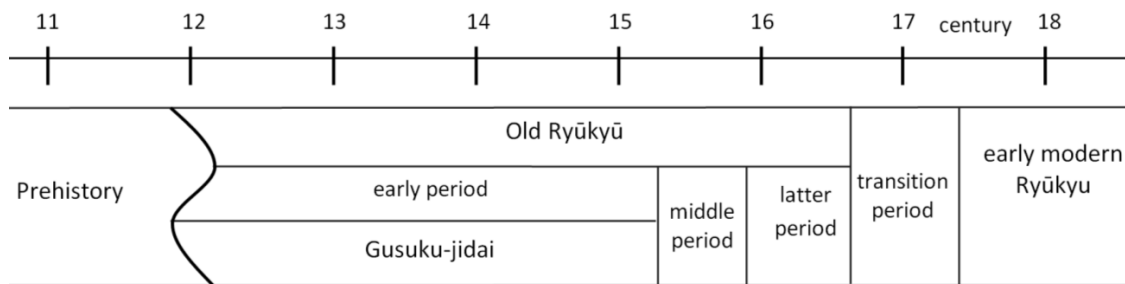 11 12 13 14 15 16 17 century 18
Old Ryūkyū
Prehistory
early period
Gusuku-jidai
middle
period
latter
period
transition
period
early modern
Ryūkyu